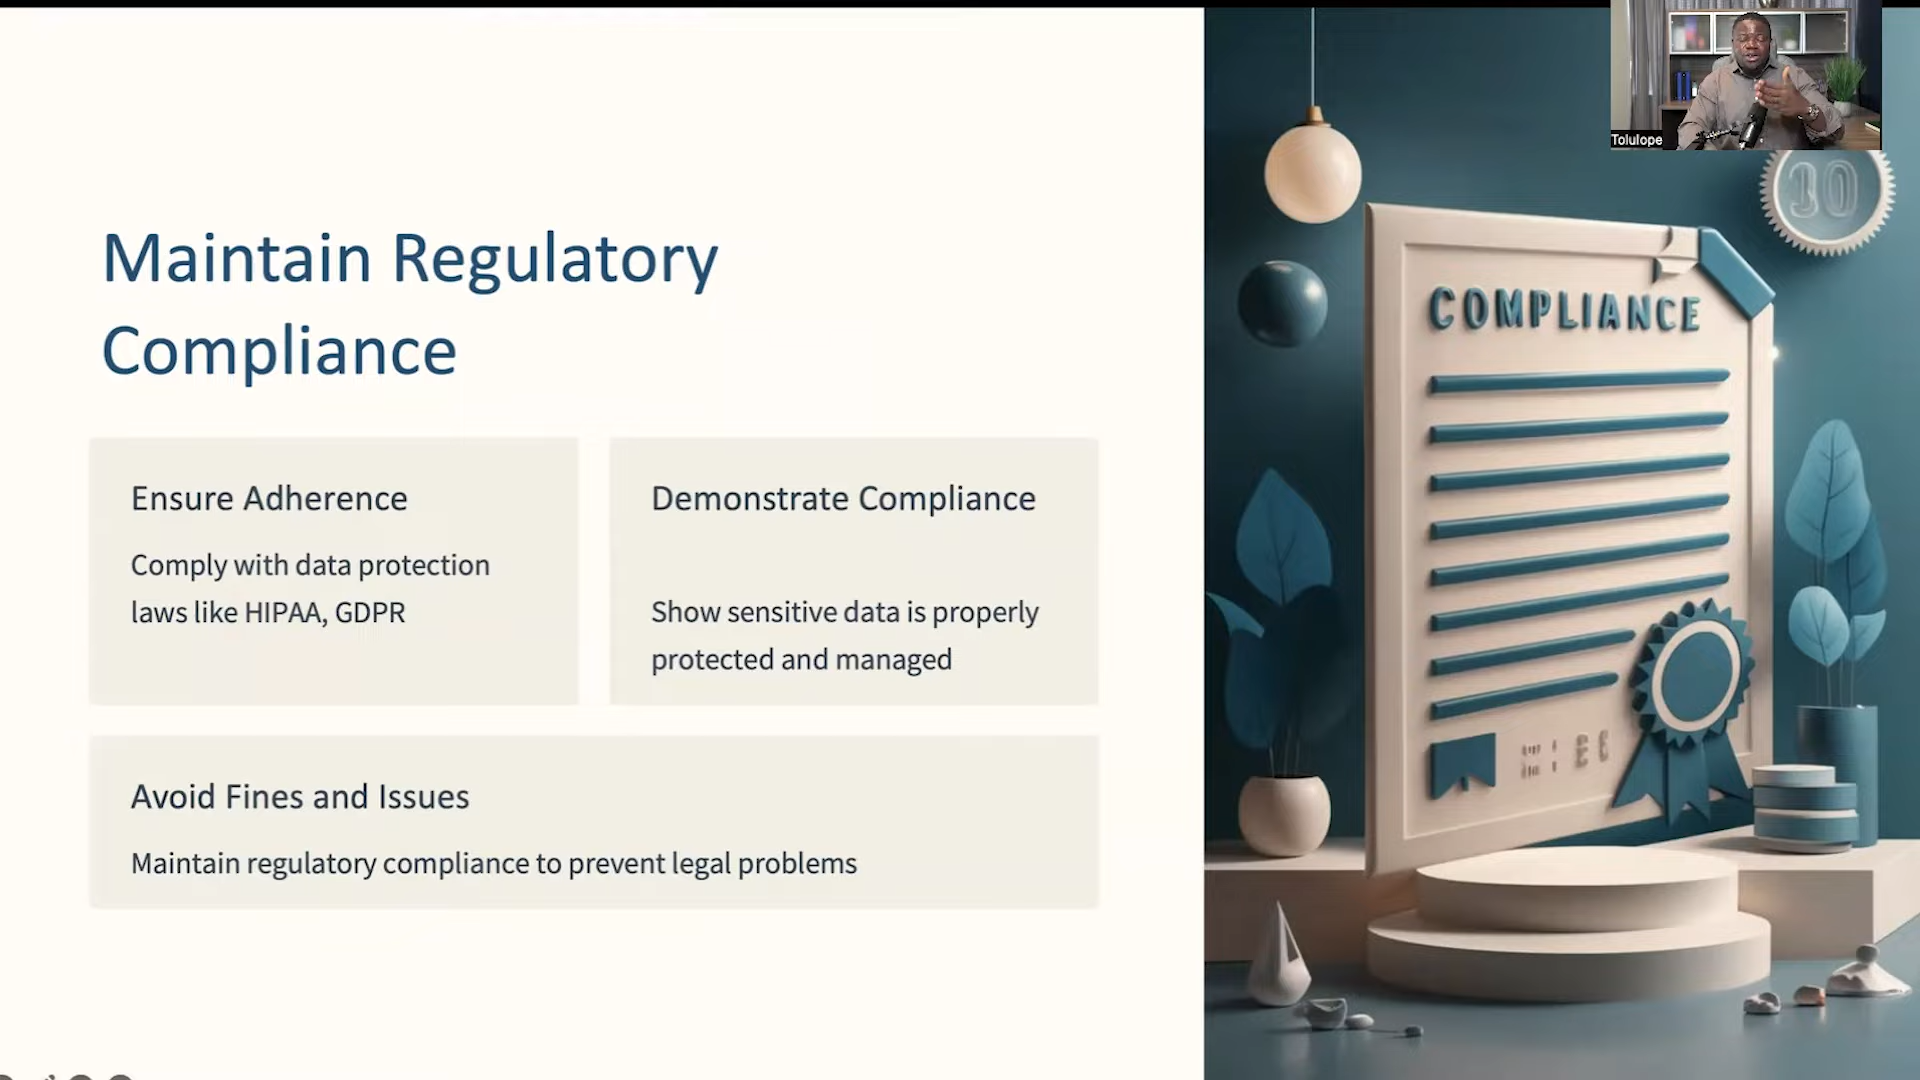 Maintain Regulatory
Compliance
Ensure Adherence
Comply with data protection
laws like HIPAA, GDPR
Demonstrate Compliance
Show sensitive data is properly
protected and managed
Avoid Fines and Issues
Maintain regulatory compliance to prevent legal problems
Tolulope
COMPLIANCE